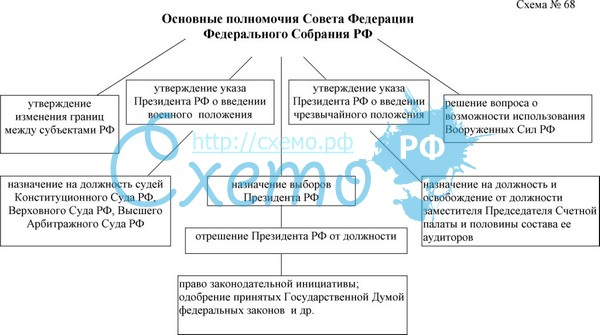 Схема № 68
Основные полномочия Совета Федерации
Федерального Собрания РФ
утверждение
изменения границ
между субъектами РФ
утверждение указа
Президента РФ о введении
военного положения
утверждение указа
Президента РФ о введении
чрезвычайного положения
решение вопроса о
возможности использования
Вооруженных Сил РФ
http://схемо.рф
Схемо
РФ
назначение на должность судей
Конституционного Суда РФ,
Верховного Суда РФ, Высшего
Арбитражного Суда РФ
назначение выборов
Президента РФ
назначение на должность и
освобождение от должности
заместителя Председателя Счетной
палаты и половины состава ее
аудиторов
отрешение Президента РФ от должности
право законодательной инициативы;
одобрение принятых Государственной Думой
федеральных законов и др.